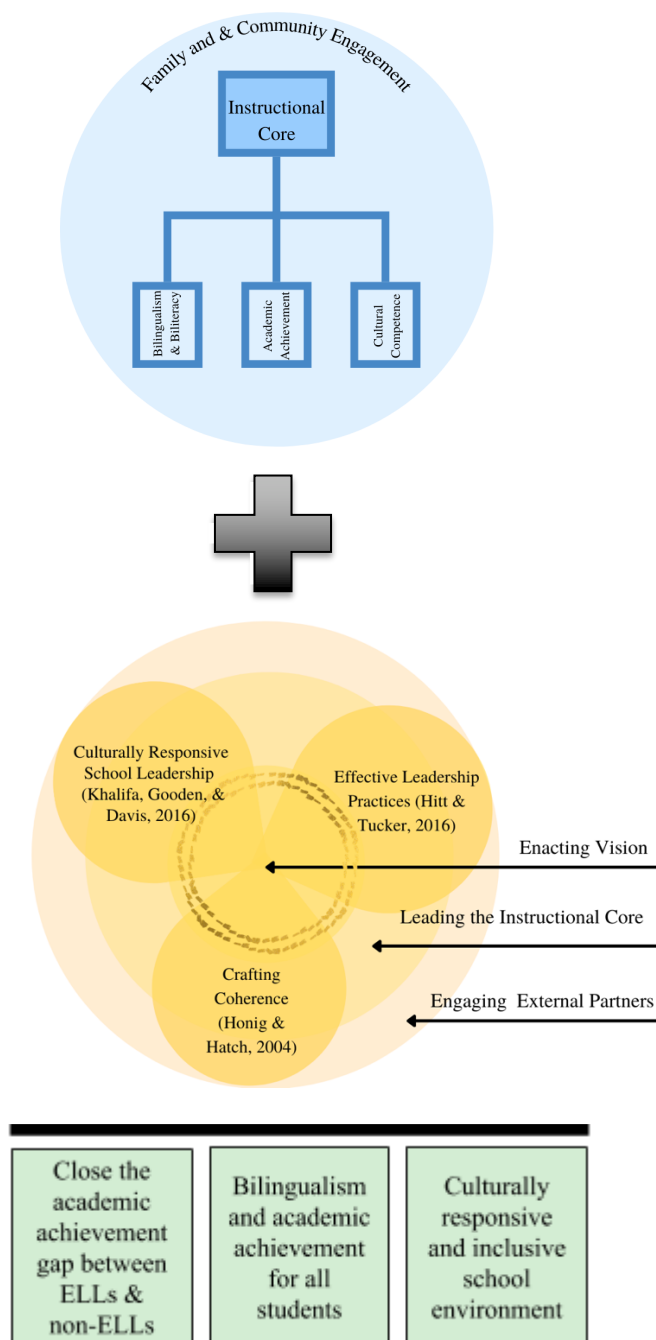 Family and & Community Engagement
Instructional
Core
Bilingualism
& Biliteracy
Academic
Achievement
Cultural
Competence
Culturally Responsive
School Leadership
(Khalifa, Gooden, &
Davis, 2016)
Effective Leadership
Practices (Hitt &
Tucker, 2016)
Enacting Vision
Leading the Instructional Core
Crafting
Coherence
(Honig &
Hatch, 2004)
Engaging External Partners
Close the
academic
achievement
gap between
ELLs &
non-ELLs
Bilingualism
and academic
achievement
for all
students
Culturally
responsive
and inclusive
school
environment